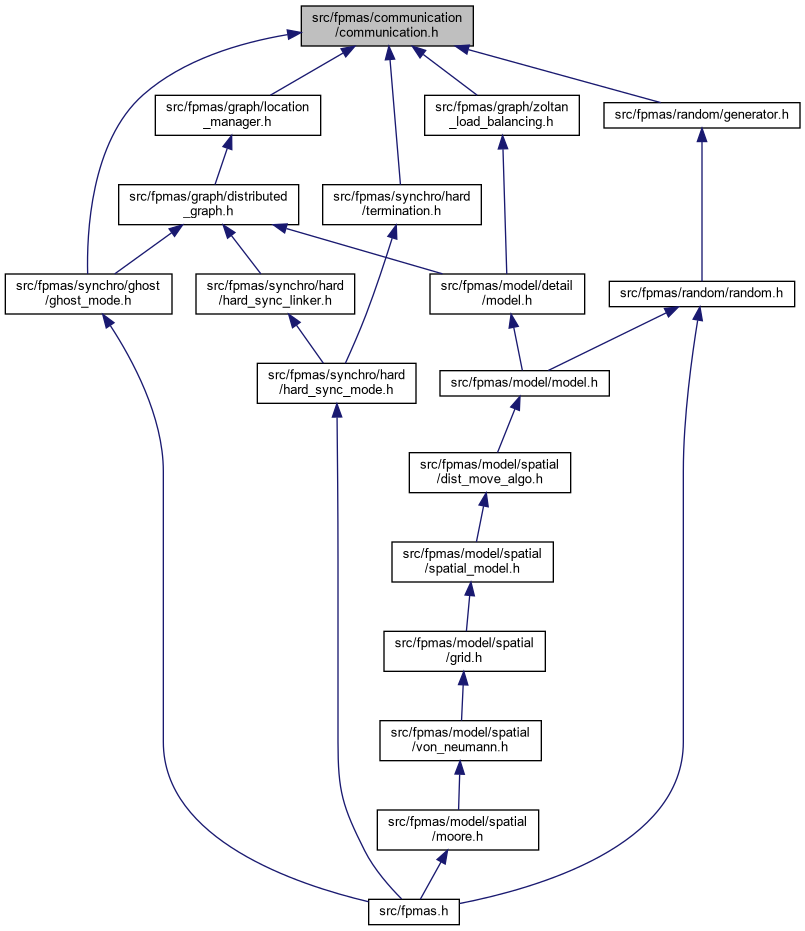 src/fpmas/communication
/communication.h
src/fpmas/graph/location
_manager.h
src/fpmas/graph/zoltan
_load_balancing.h
src/fpmas/random/generator.h
src/fpmas/graph/distributed
_graph.h
src/fpmas/synchro/hard
/termination.h
src/fpmas/synchro/ghost
/ghost_mode.h
src/fpmas/synchro/hard
/hard_sync_linker.h
src/fpmas/model/detail
/model.h
src/fpmas/random/random.h
src/fpmas/synchro/hard
/hard_sync_mode.h
src/fpmas/model/model.h
src/fpmas/model/spatial
/dist_move_algo.h
src/fpmas/model/spatial
/spatial_model.h
src/fpmas/model/spatial
/grid.h
src/fpmas/model/spatial
/von_neumann.h
src/fpmas/model/spatial
/moore.h
src/fpmas.h